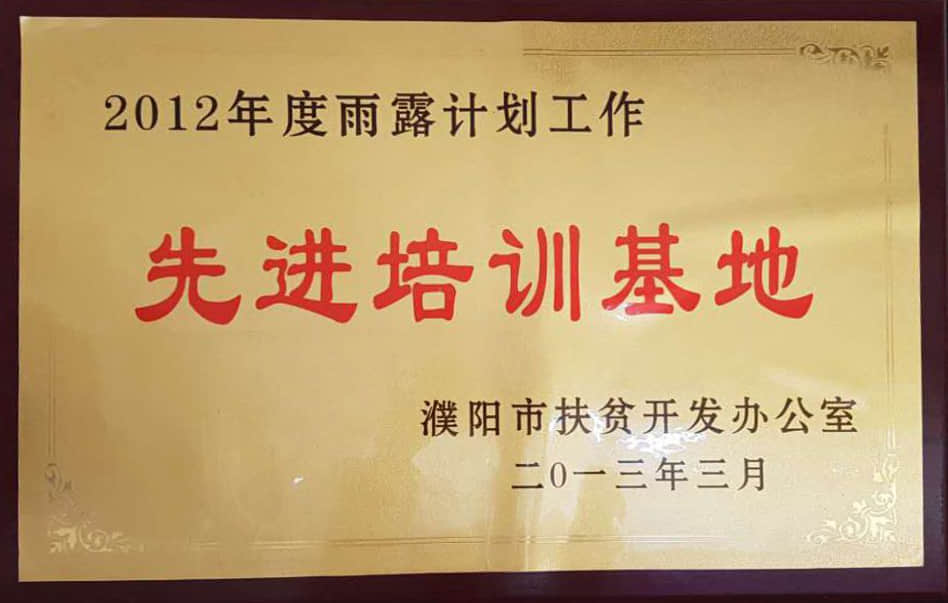 2012年度雨露计划工作
先进培训基地
濮阳市扶贫开发办公室
二0一三年三月